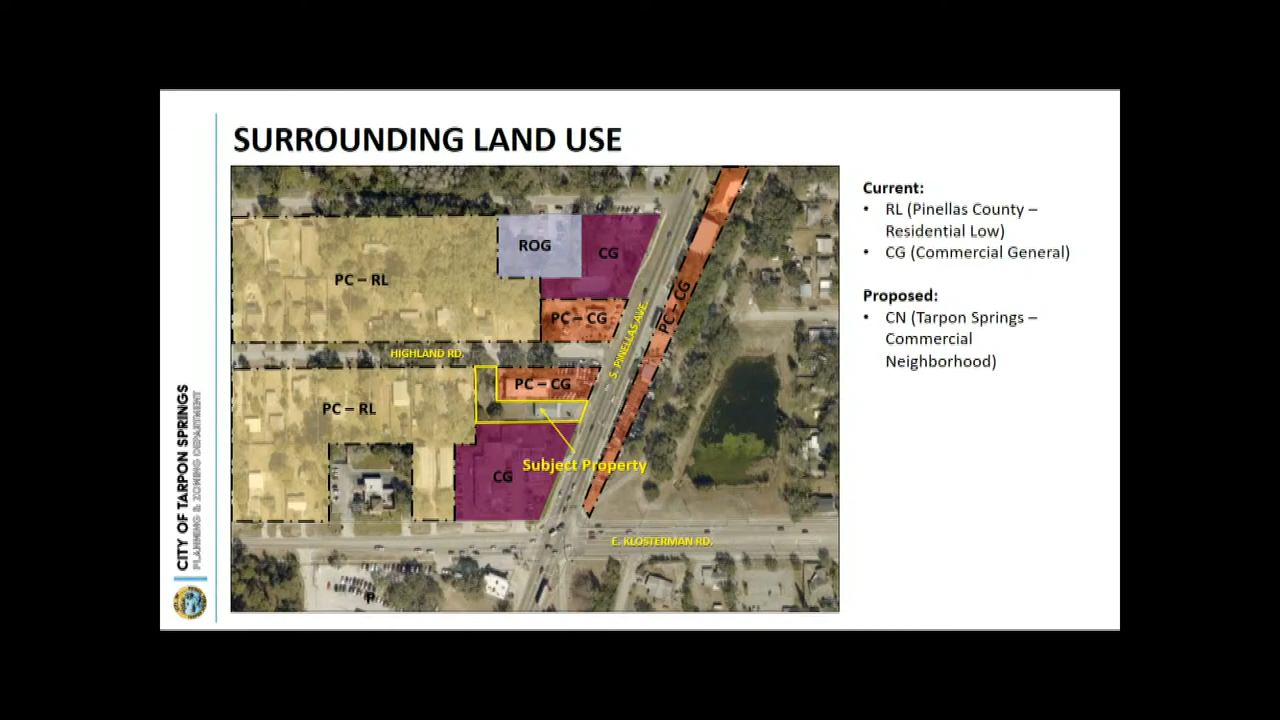 SURROUNDING LAND USE
ROG
CG
PC – RL
PC – CG
PC – CG
S. PINELLAS AVE.
HIGHLAND RD.
PC – CG
PC – RL
Subject Property
CG
E. KLOSTERMAN RD.
P
Current:
• RL (Pinellas County –
Residential Low)
• CG (Commercial General)
Proposed:
• CN (Tarpon Springs –
Commercial
Neighborhood)
CITY OF TARPON SPRINGS
PLANNING & ZONING DEPARTMENT